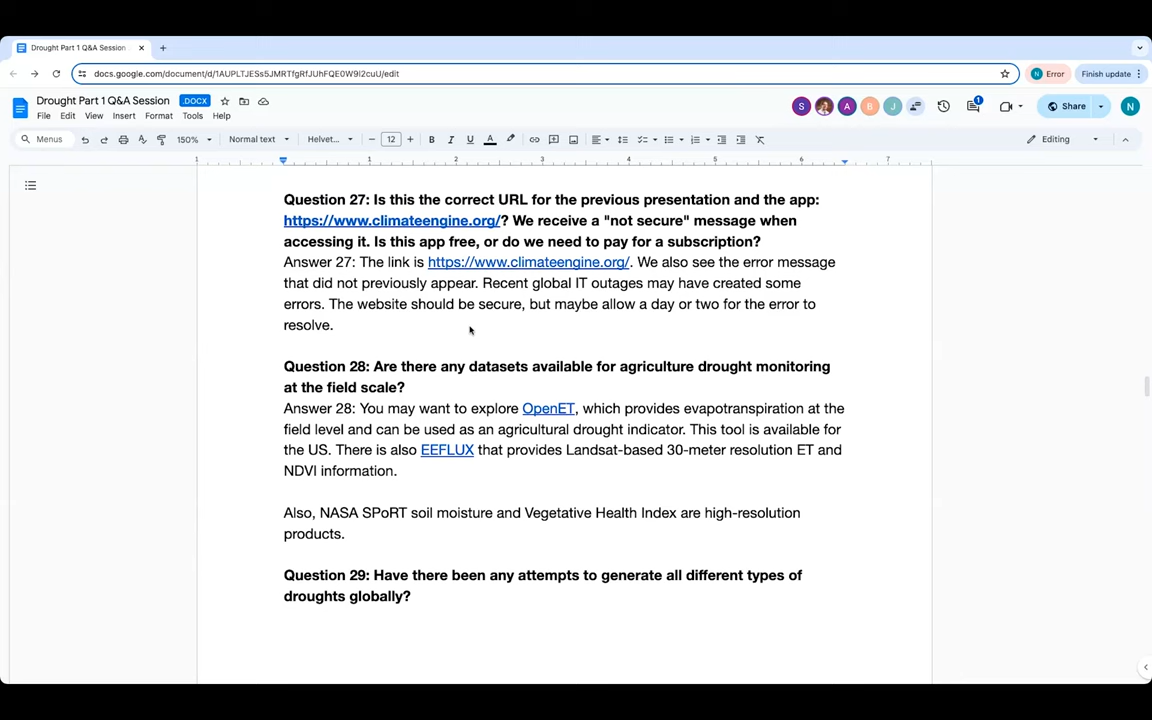 Drought Part 1 Q&A Session
docs.google.com/document/d/1AUPLTJESs5JMRTfgRfJUhFQE0W9l2cuU/edit
N Error
Finish update
Drought Part 1 Q&A Session .DOCX
File Edit View Insert Format Tools Help
S A B J 1 Share N
Menus 150% Normal text Helvet... 12 B I U A Editing
1 1 2 3 4 5 6 7
Question 27: Is this the correct URL for the previous presentation and the app:
https://www.climateengine.org/? We receive a "not secure" message when
accessing it. Is this app free, or do we need to pay for a subscription?
Answer 27: The link is https://www.climateengine.org/. We also see the error message
that did not previously appear. Recent global IT outages may have created some
errors. The website should be secure, but maybe allow a day or two for the error to
resolve.
Question 28: Are there any datasets available for agriculture drought monitoring
at the field scale?
Answer 28: You may want to explore OpenET, which provides evapotranspiration at the
field level and can be used as an agricultural drought indicator. This tool is available for
the US. There is also EEFLUX that provides Landsat-based 30-meter resolution ET and
NDVI information.
Also, NASA SPoRT soil moisture and Vegetative Health Index are high-resolution
products.
Question 29: Have there been any attempts to generate all different types of
droughts globally?